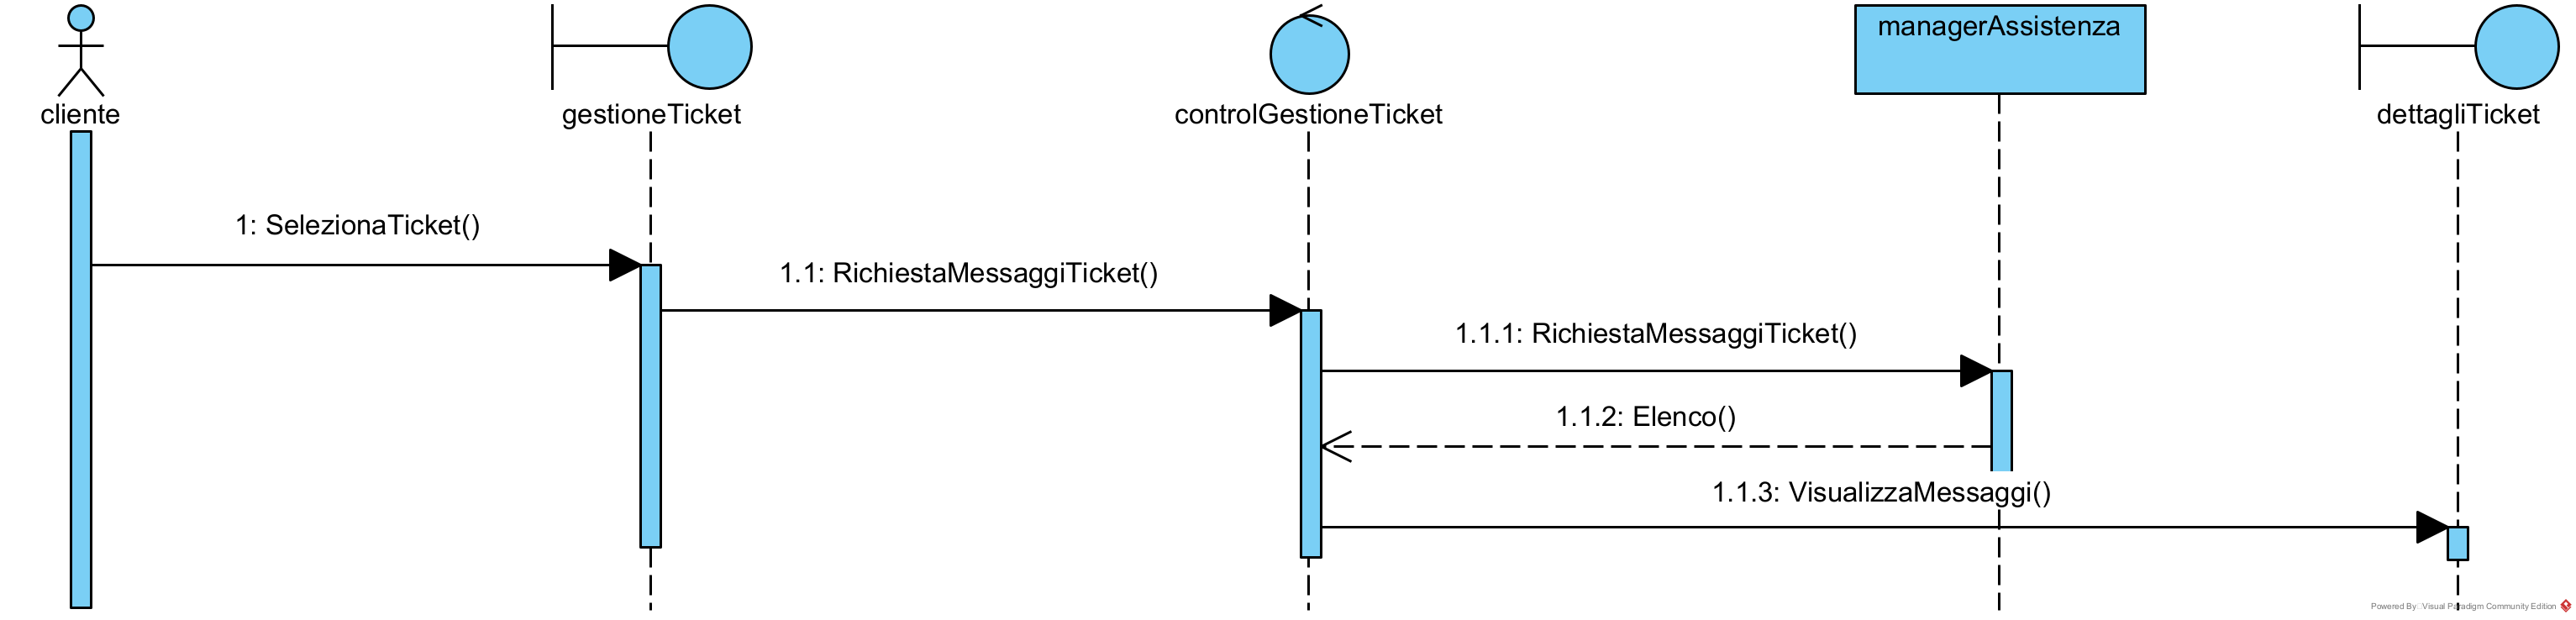 managerAssistenza
cliente
gestioneTicket
controlGestioneTicket
dettagliTicket
1: SelezionaTicket()
1.1: RichiestaMessaggiTicket()
1.1.1: RichiestaMessaggiTicket()
1.1.2: Elenco()
1.1.3: VisualizzaMessaggi()
Powered By Visual Paradigm Community Edition